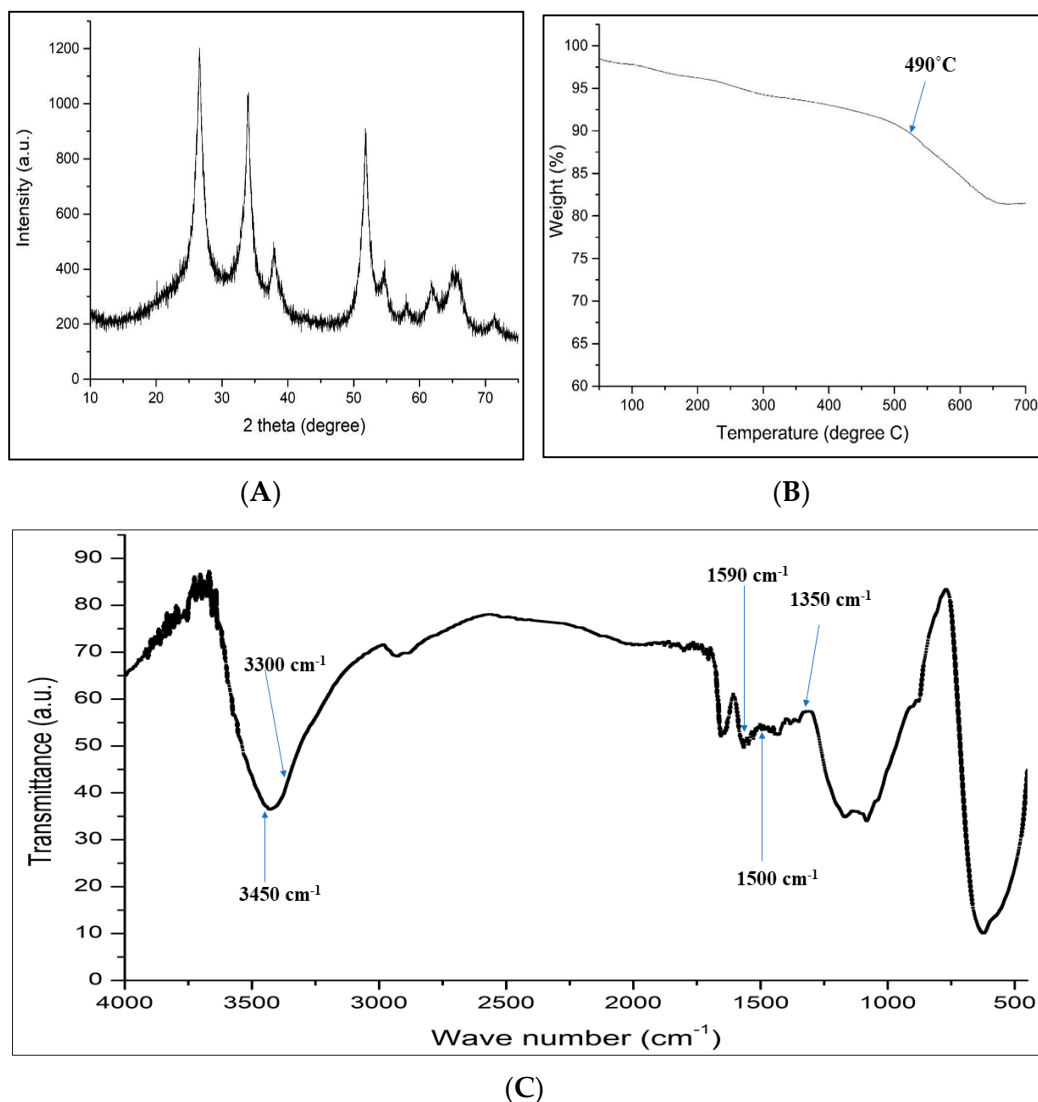 1200
1000
800
600
400
200
0
Intensity (a.u.)
10 20 30 40 50 60 70
2 theta (degree)
(A)
100
95
90
85
80
75
70
65
60
Weight (%)
490˚C
100 200 300 400 500 600 700
Temperature (degree C)
(B)
90
80
70
60
50
40
30
20
10
0
Transmittance (a.u.)
3300 cm-1
3450 cm-1
1590 cm-1
1350 cm-1
1500 cm-1
4000 3500 3000 2500 2000 1500 1000 500
Wave number (cm-1)
(C)